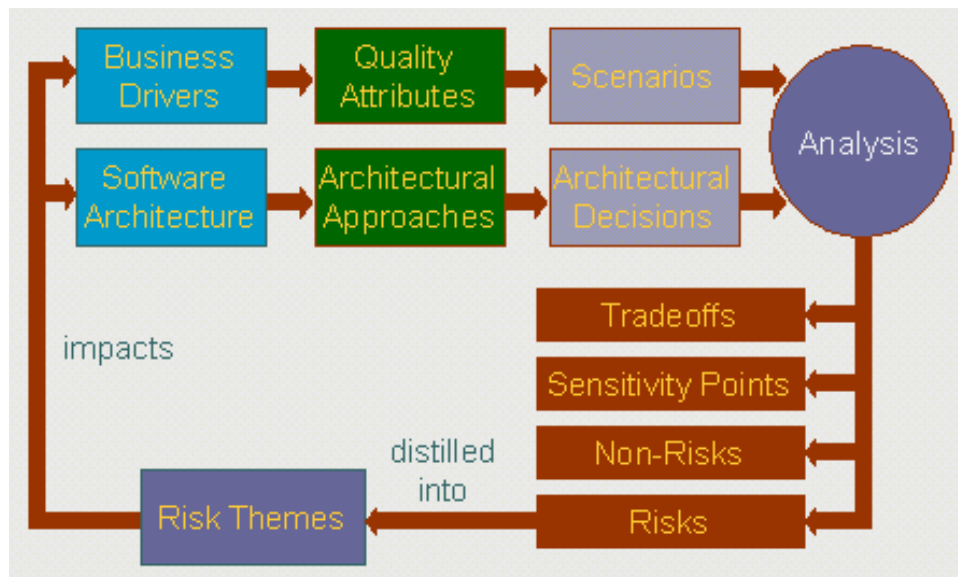 Business
Drivers
Quality
Attributes
Scenarios
Analysis
Software
Architecture
Architectural
Approaches
Architectural
Decisions
Tradeoffs
impacts
Sensitivity Points
distilled
into
Non-Risks
Risk Themes
Risks